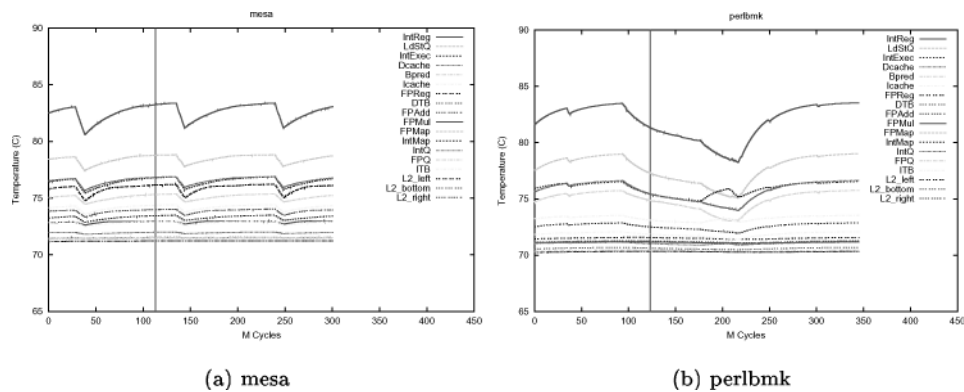 mesa
90
85
80
75
70
65
Temperature (C)
0 50 100 150 200 250 300 350 400 450
M Cycles
IntReg
LdStQ
IntExec
Dcache
Bpred
Icache
FPReg
DTB
FPAdd
FPMul
FPMap
IntMap
IntQ
FPQ
ITB
L2_left
L2_bottom
L2_right
(a) mesa
perlbmk
90
85
80
75
70
65
Temperature (C)
0 50 100 150 200 250 300 350 400 450
M Cycles
IntReg
LdStQ
IntExec
Dcache
Bpred
Icache
FPReg
DTB
FPAdd
FPMul
FPMap
IntMap
IntQ
FPQ
ITB
L2_left
L2_bottom
L2_right
(b) perlbmk